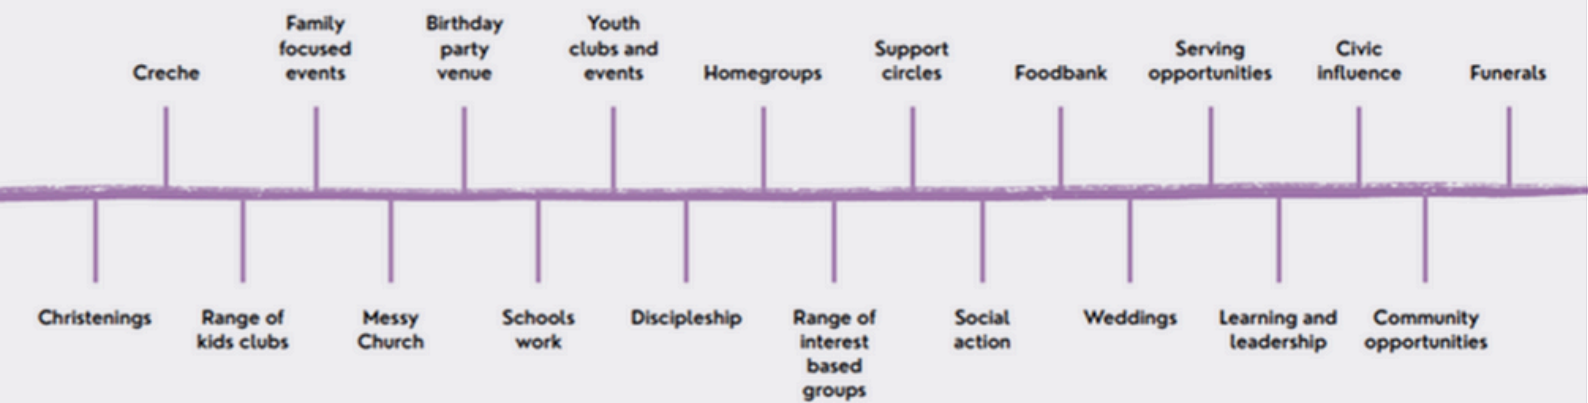 Creche
Family
focused
events
Birthday
party
venue
Youth
clubs and
events
Homegroups
Support
circles
Foodbank
Serving
opportunities
Civic
influence
Funerals
Christenings
Range of
kids clubs
Messy
Church
Schools
work
Discipleship
Range of
interest
based
groups
Social
action
Weddings
Learning and
leadership
Community
opportunities